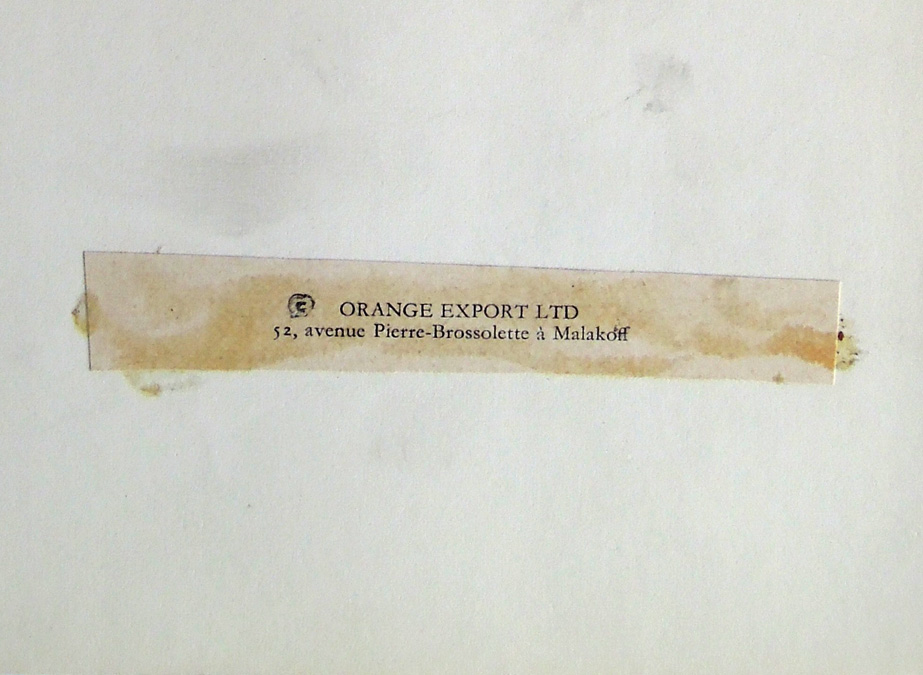 © ORANGE EXPORT LTD
52, avenue Pierre-Brossolette à Malakoff